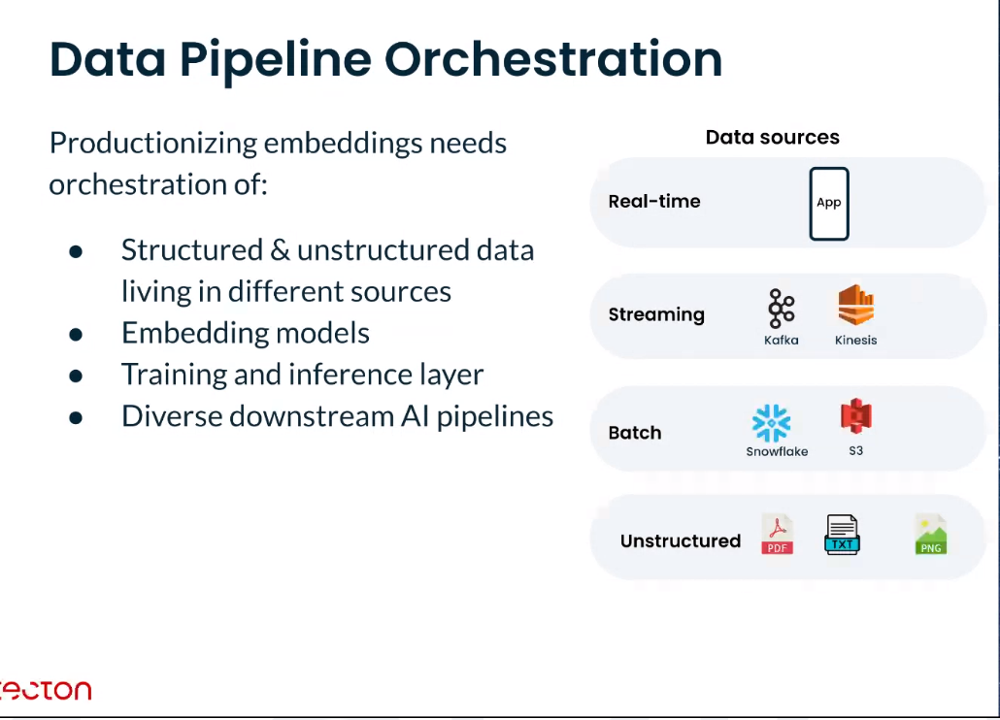 Data Pipeline Orchestration
Productionizing embeddings needs
orchestration of:
● Structured & unstructured data
living in different sources
● Embedding models
● Training and inference layer
● Diverse downstream AI pipelines
Data sources
Real-time
App
Streaming
Kafka
Kinesis
Batch
Snowflake
S3
Unstructured
PDF
TXT
PNG
tecton